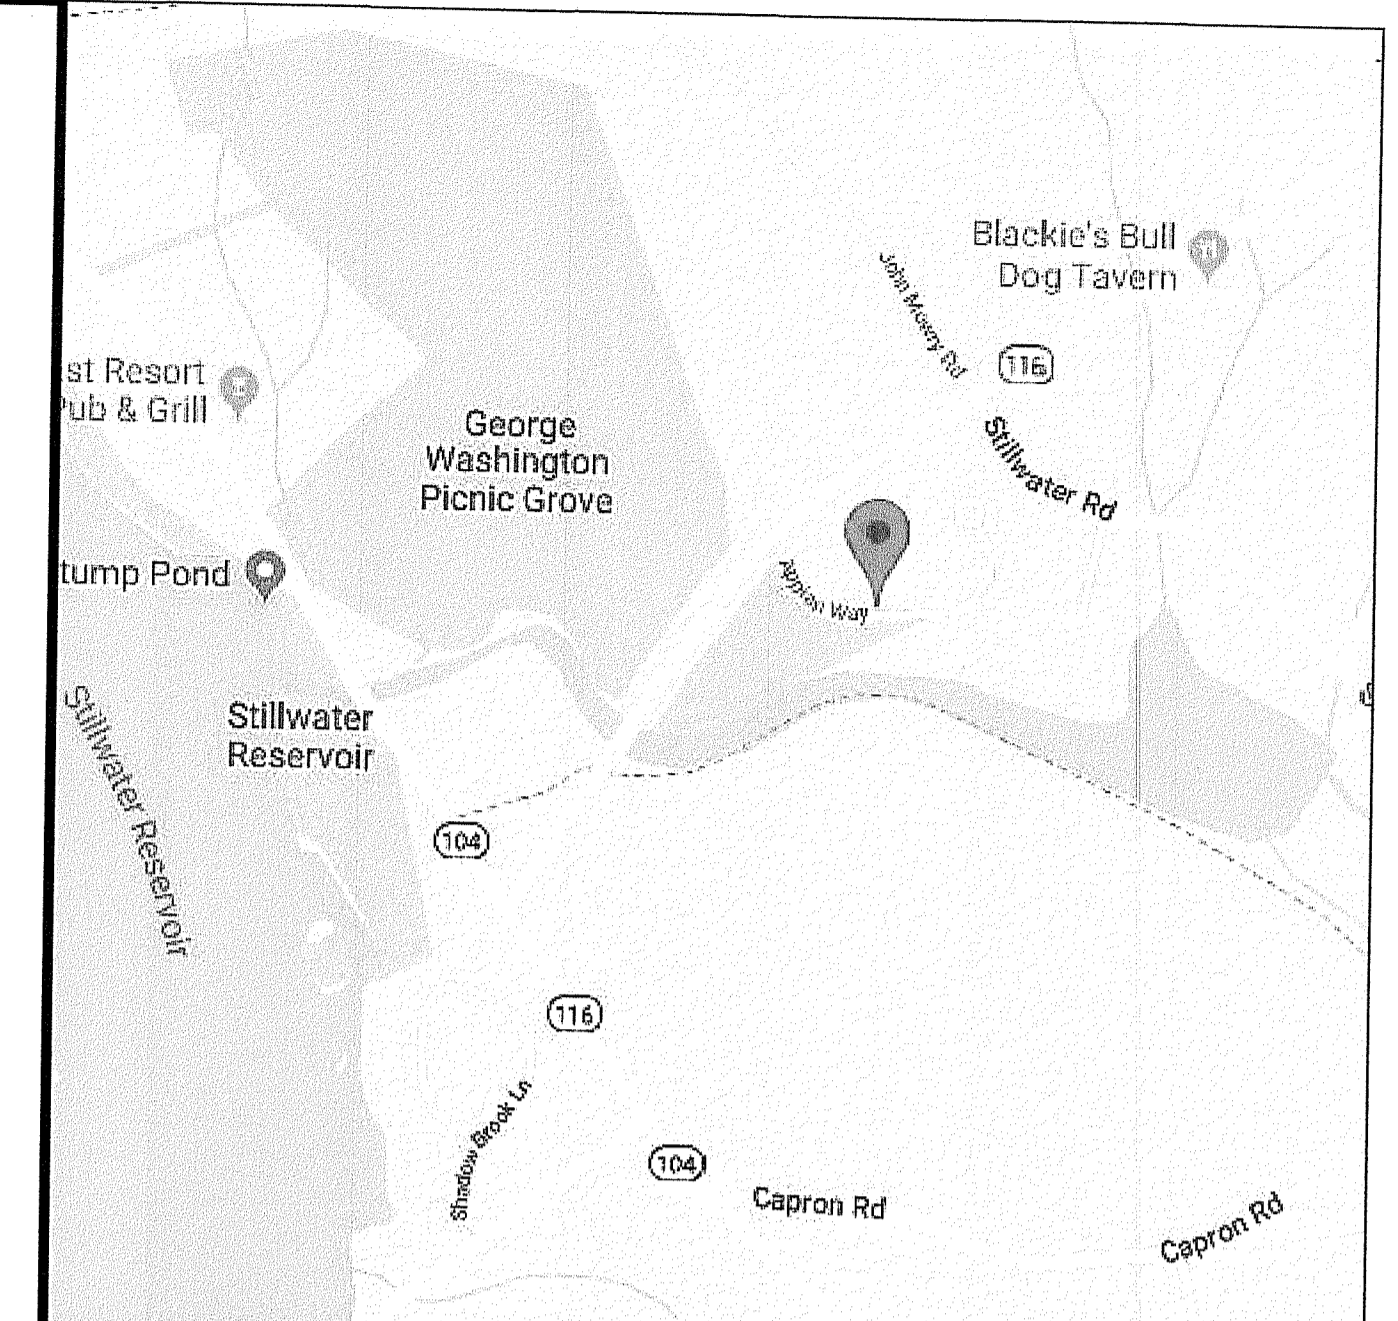 Blackie's Bull
Dog Tavern
John Mowry Rd
116
st Resort
Pub & Grill
George
Washington
Picnic Grove
Stillwater Rd
tump Pond
Appian Way
Stillwater
Reservoir
Stillwater Reservoir
104
116
Shadow Brook Ln
104
Capron Rd
Capron Rd